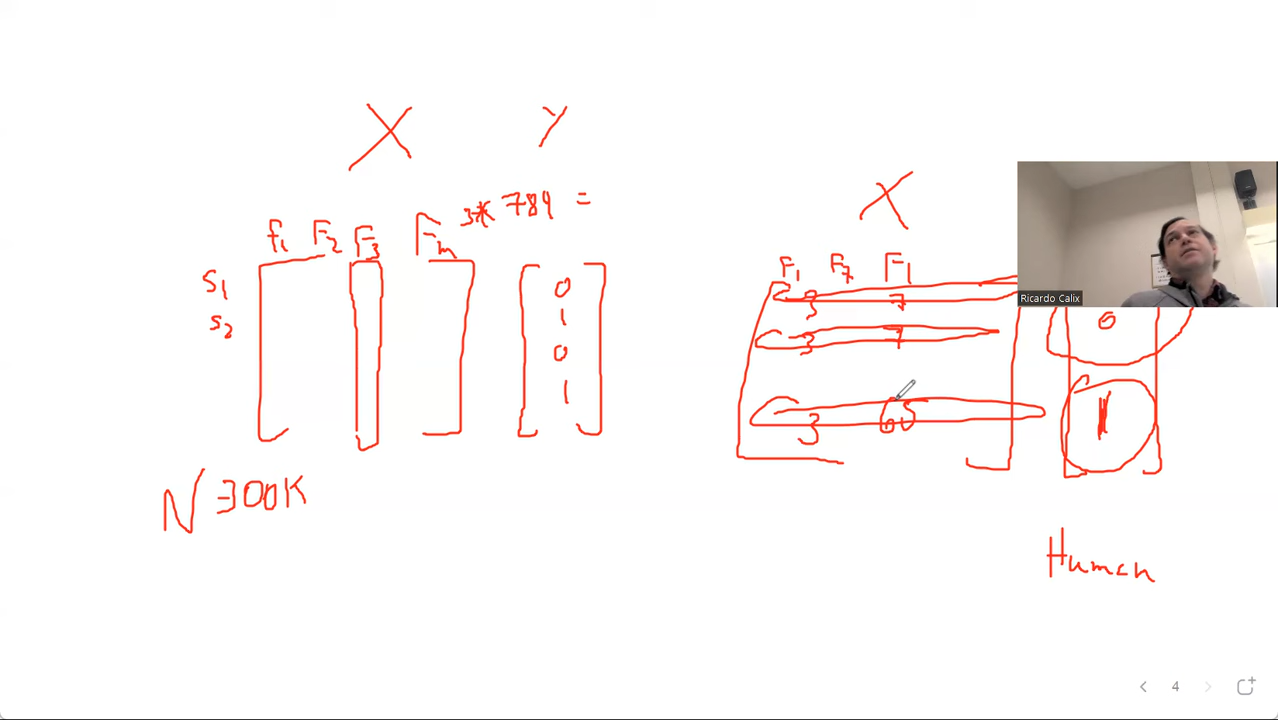 X Y
f1 F2 F3 Fm 784 =
S1
S2
0
1
0
1
N 300K
X
F1 F7 F1
3 7 0
3 7
3 65 1
Human
Ricardo Calix
4